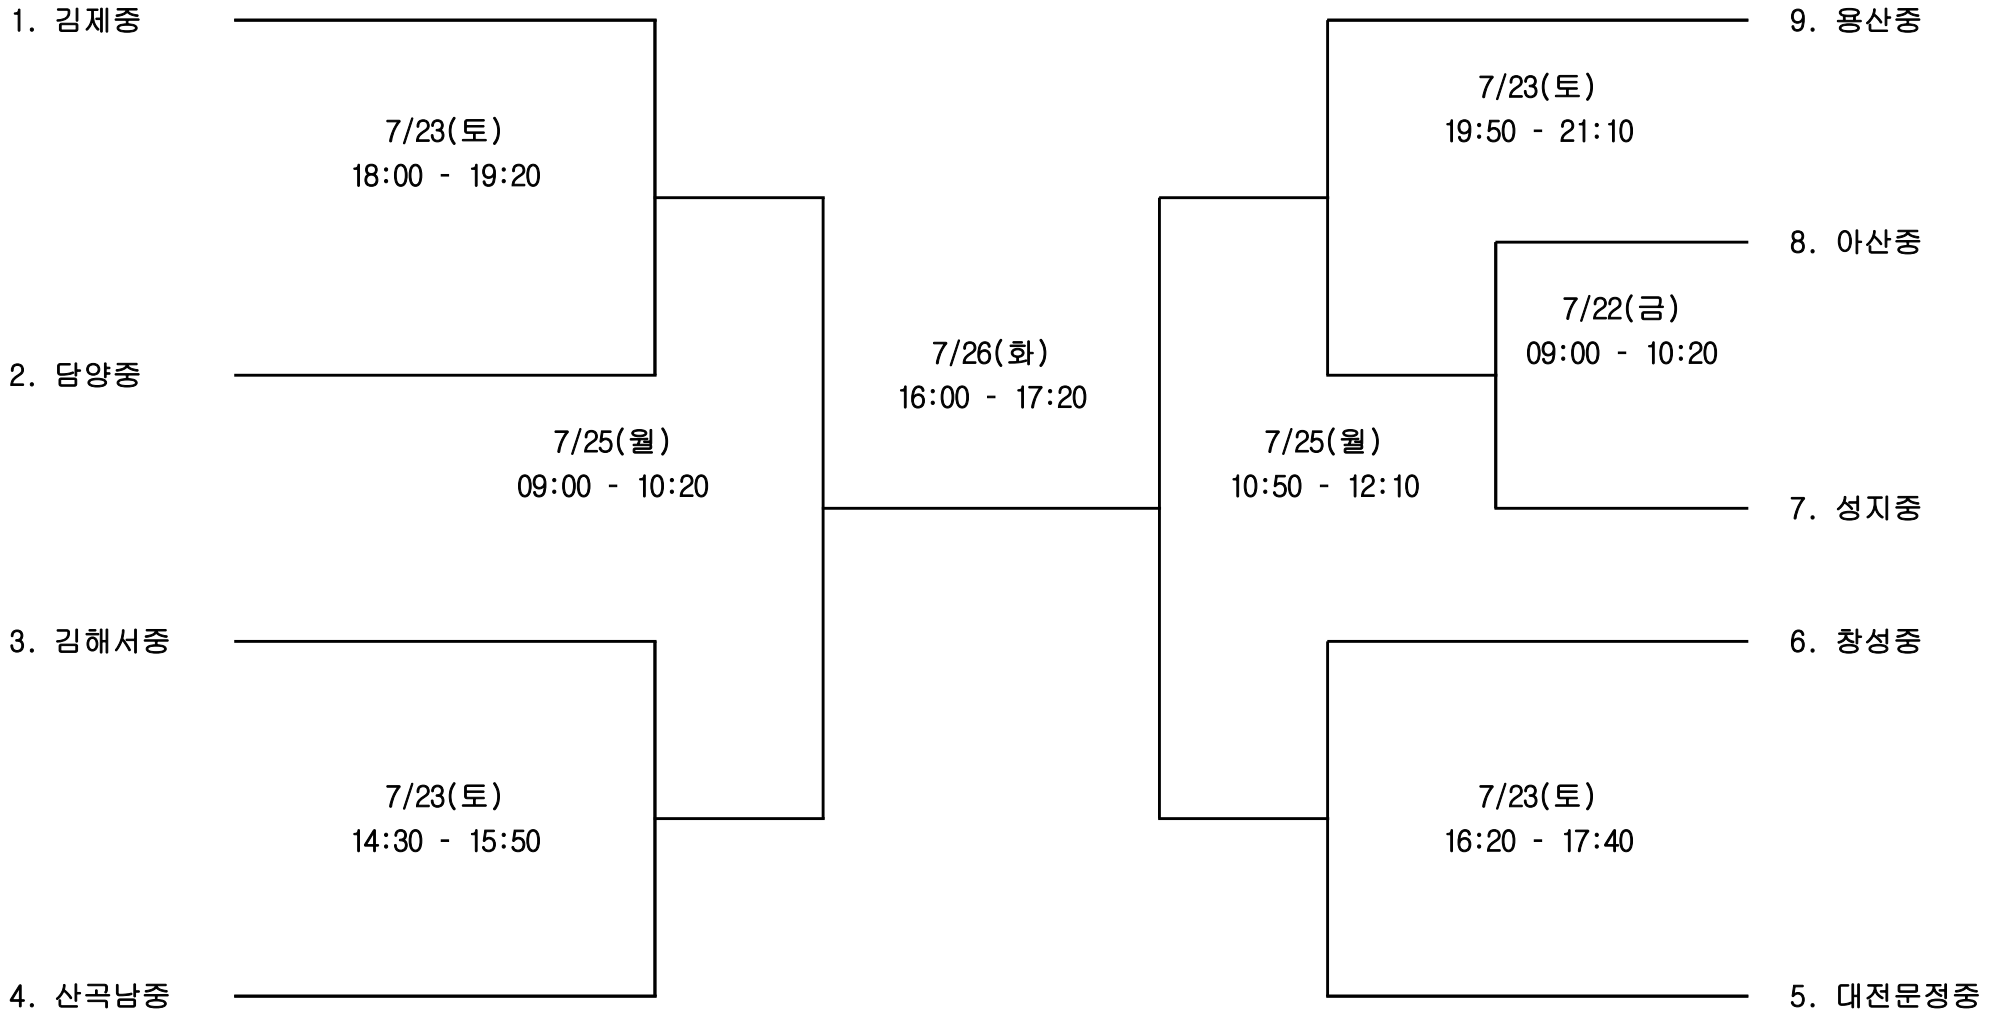 1. 김제중
9. 용산중
7/23(토)
19:50 - 21:10
7/23(토)
18:00 - 19:20
8. 아산중
7/22(금)
09:00 - 10:20
7/26(화)
16:00 - 17:20
2. 담양중
7/25(월)
09:00 - 10:20
7/25(월)
10:50 - 12:10
7. 성지중
3. 김해서중
6. 창성중
7/23(토)
14:30 - 15:50
7/23(토)
16:20 - 17:40
4. 산곡남중
5. 대전문정중